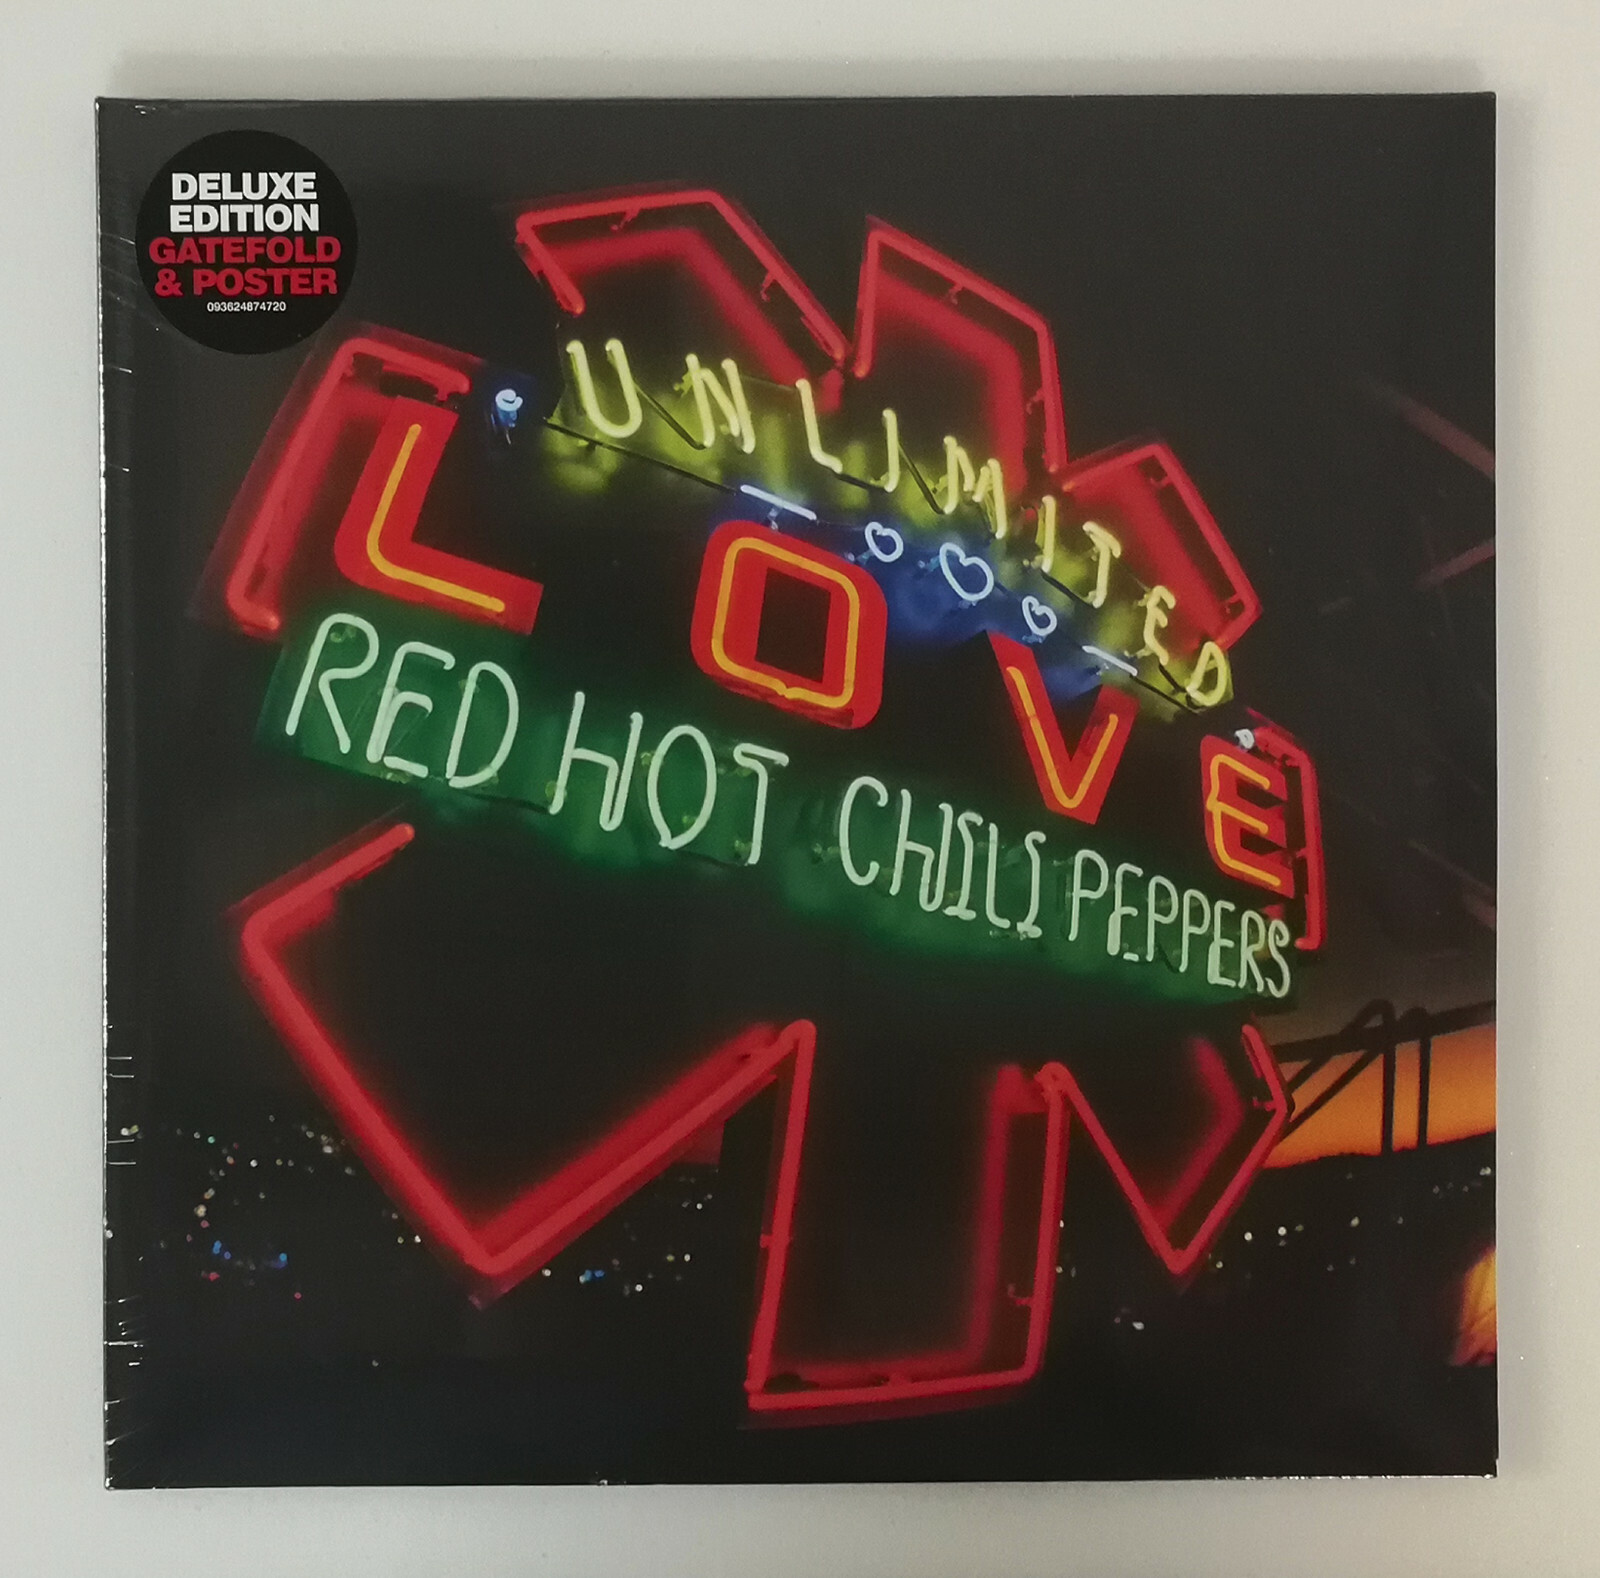 DELUXE
EDITION
GATEFOLD
& POSTER
093624874720
UNLIMITED
LOVE
RED HOT CHILI PEPPERS